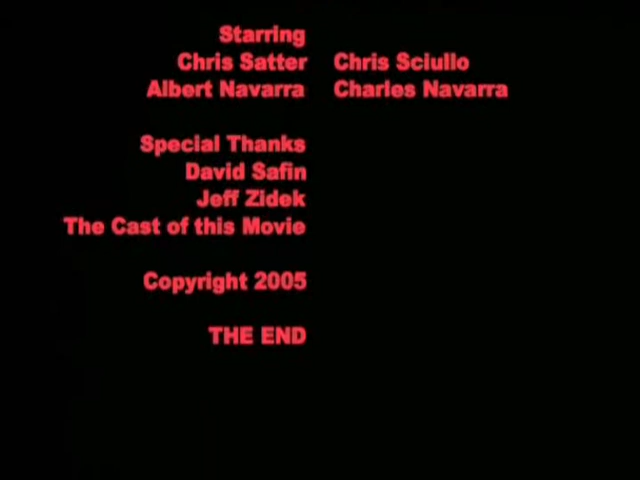 Starring
Chris Satter Chris Sciullo
Albert Navarra Charles Navarra
Special Thanks
David Safin
Jeff Zidek
The Cast of this Movie
Copyright 2005
THE END